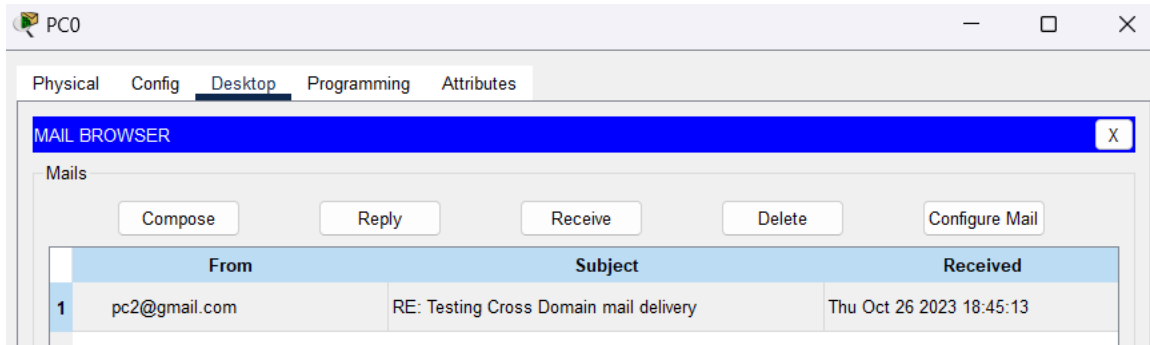 PC0
Physical Config Desktop Programming Attributes
MAIL BROWSER X
Mails
Compose Reply Receive Delete Configure Mail
From Subject Received
1 pc2@gmail.com RE: Testing Cross Domain mail delivery Thu Oct 26 2023 18:45:13